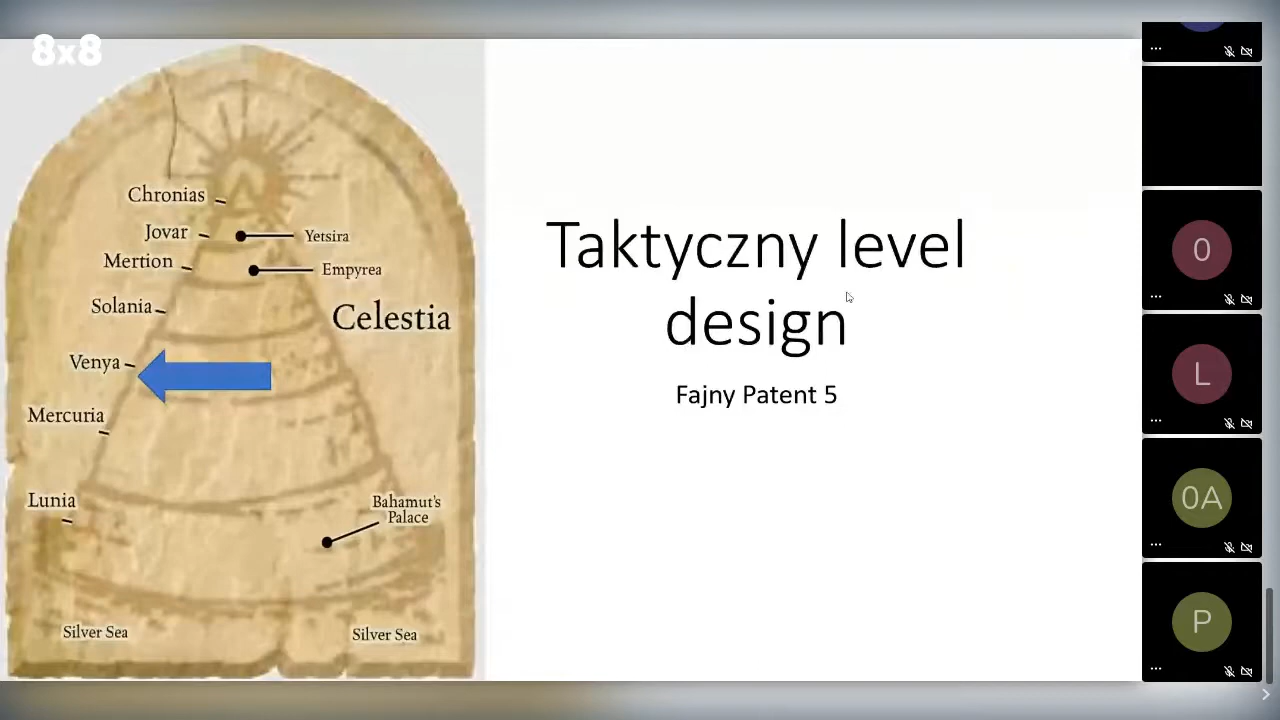 8x8
Chronias
Jovar
Yetsira
Mertion
Empyrea
Solania
Celestia
Venya
Mercuria
Lunia
Bahamut's
Palace
Silver Sea
Silver Sea
Taktyczny level
design
Fajny Patent 5
0
L
0A
P